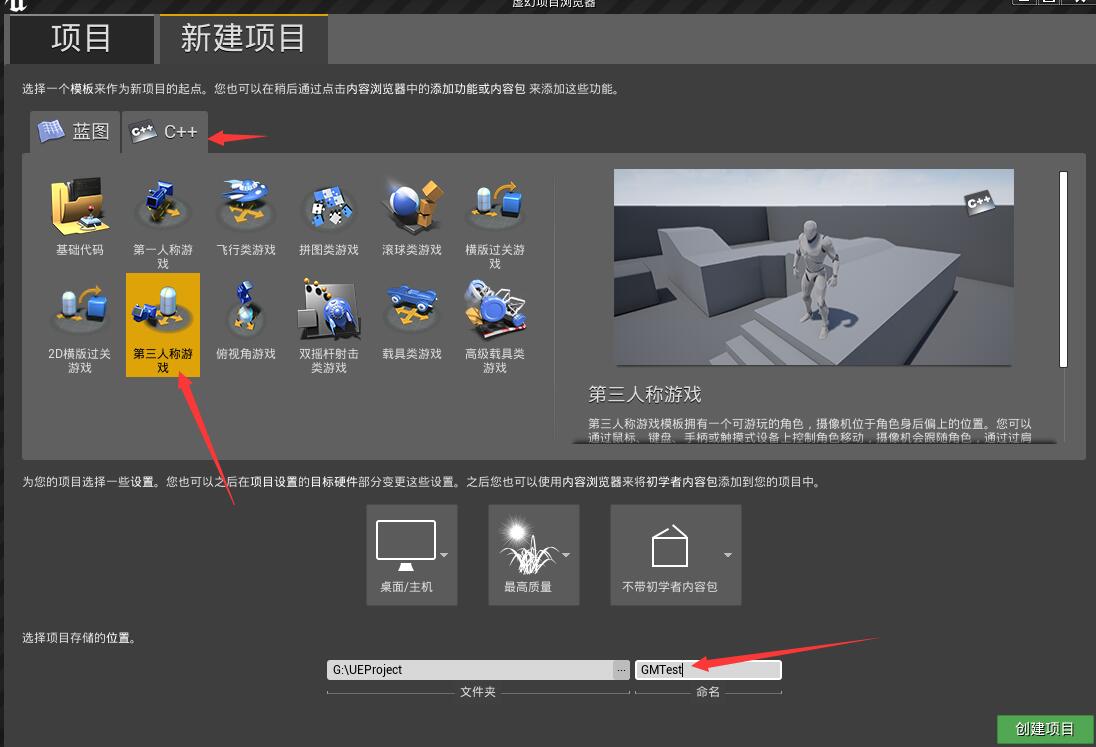 虚幻项目浏览器
项目
新建项目
选择一个模板来作为新项目的起点。您也可以在稍后通过点击内容浏览器中的添加功能或内容包 来添加这些功能。
蓝图
C++
C++
基础代码
第一人称游
戏
飞行类游戏
拼图类游戏
滚球类游戏
横版过关游
戏
2D横版过关
游戏
第三人称游
戏
俯视角游戏
双摇杆射击
类游戏
载具类游戏
高级载具类
游戏
C++
第三人称游戏
第三人称游戏模板拥有一个可游玩的角色，摄像机位于角色身后偏上的位置。您可以
通过鼠标、键盘、手柄或触摸式设备上控制角色移动，摄像机会跟随角色，通过过肩
为您的项目选择一些设置。您也可以之后在项目设置的目标硬件部分变更这些设置。之后您也可以使用内容浏览器来将初学者内容包添加到您的项目中。
桌面/主机
最高质量
不带初学者内容包
选择项目存储的位置。
G:\UEProject
...
GMTest
文件夹
命名
创建项目